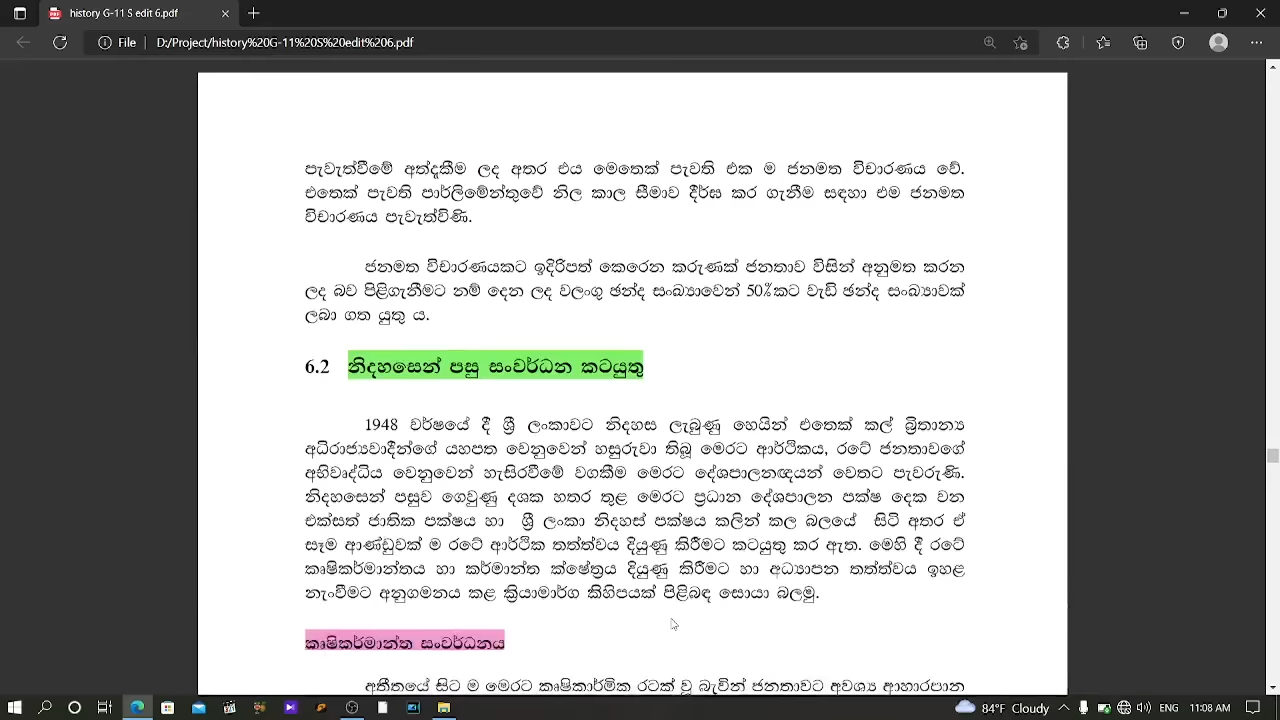 history G-11 S edit 6.pdf
File
D:/Project/history%20G-11%20S%20edit%206.pdf
පැවැත්වීමේ අත්දැකීම ලද අතර එය මෙතෙක් පැවති එක ම ජනමත විචාරණය වේ.
එතෙක් පැවති පාර්ලිමේන්තුවේ නිල කාල සීමාව දීර්ඝ කර ගැනීම සඳහා එම ජනමත
විචාරණය පැවැත්විණි.
ජනමත විචාරණයකට ඉදිරිපත් කෙරෙන කරුණක් ජනතාව විසින් අනුමත කරන
ලද බව පිළිගැනීමට නම් දෙන ලද වලංගු ඡන්ද සංඛ්‍යාවෙන් 50%කට වැඩි ඡන්ද සංඛ්‍යාවක්
ලබා ගත යුතු ය.
6.2 නිදහසෙන් පසු සංවර්ධන කටයුතු
1948 වර්ෂයේ දී ශ්‍රී ලංකාවට නිදහස ලැබුණු හෙයින් එතෙක් කල් බ්‍රිතාන්‍ය
අධිරාජ්‍යවාදීන්ගේ යහපත වෙනුවෙන් හසුරුවා තිබූ මෙරට ආර්ථිකය, රටේ ජනතාවගේ
අභිවෘද්ධිය වෙනුවෙන් හැසිරවීමේ වගකීම මෙරට දේශපාලනඥයන් වෙතට පැවරුණි.
නිදහසෙන් පසුව ගෙවුණු දශක හතර තුළ මෙරට ප්‍රධාන දේශපාලන පක්ෂ දෙක වන
එක්සත් ජාතික පක්ෂය හා ශ්‍රී ලංකා නිදහස් පක්ෂය කලින් කල බලයේ සිටි අතර ඒ
සෑම ආණ්ඩුවක් ම රටේ ආර්ථික තත්ත්වය දියුණු කිරීමට කටයුතු කර ඇත. මෙහි දී රටේ
කෘෂිකර්මාන්තය හා කර්මාන්ත ක්ෂේත්‍රය දියුණු කිරීමට හා අධ්‍යාපන තත්ත්වය ඉහළ
නැංවීමට අනුගමනය කළ ක්‍රියාමාර්ග කිහිපයක් පිළිබඳ සොයා බලමු.
කෘෂිකර්මාන්ත සංවර්ධනය
අතීතයේ සිට ම මෙරට කෘෂිකාර්මික රටක් වූ බැවින් ජනතාවට අවශ්‍ය ආහාරපාන
84°F Cloudy
ENG
11:08 AM